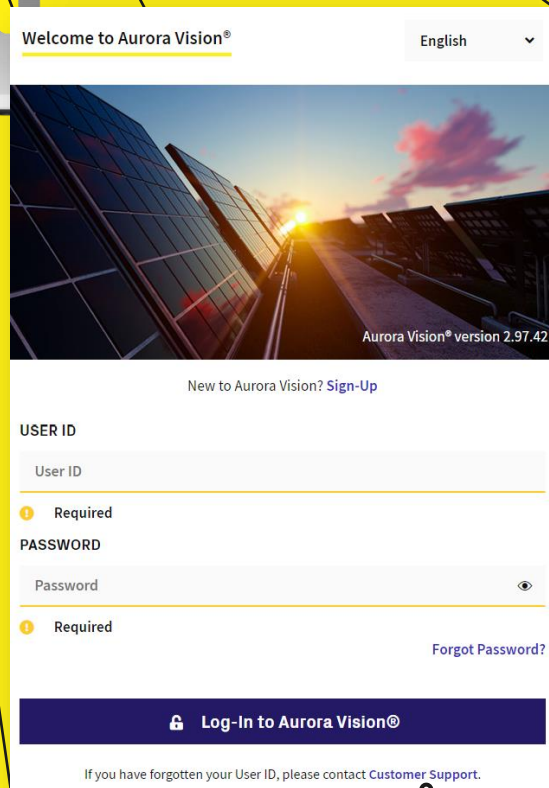 Welcome to Aurora Vision®
English
Aurora Vision® version 2.97.42
New to Aurora Vision? Sign-Up
USER ID
User ID
Required
PASSWORD
Password
Required
Forgot Password?
Log-In to Aurora Vision®
If you have forgotten your User ID, please contact Customer Support.